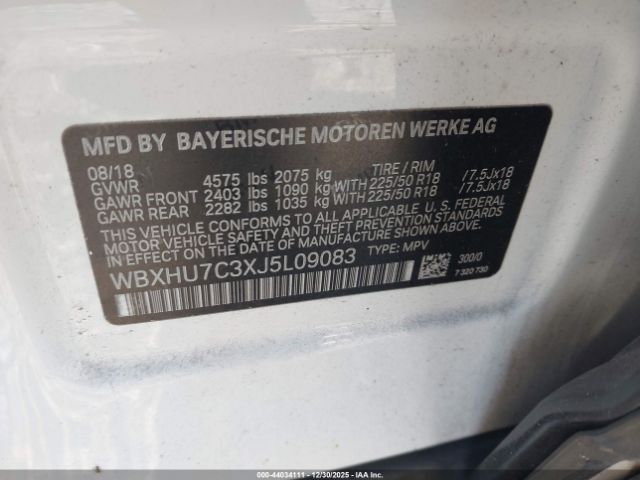 MFD BY BAYERISCHE MOTOREN WERKE AG
08/18 TIRE / RIM
GVWR 4575 lbs 2075 kg
GAWR FRONT 2403 lbs 1090 kg WITH 225/50 R18 /7.5Jx18
GAWR REAR 2282 lbs 1035 kg WITH 225/50 R18 /7.5Jx18
THIS VEHICLE CONFORMS TO ALL APPLICABLE U. S. FEDERAL
MOTOR VEHICLE SAFETY, BUMPER, AND
THEFT PREVENTION STANDARDS
IN EFFECT ON THE DATE OF MANUFACTURE SHOWN ABOVE.
WBXHU7C3XJ5L09083 TYPE: MPV
300/0
7 320 730
000-44034111 - 12/30/2025 - IAA Inc.